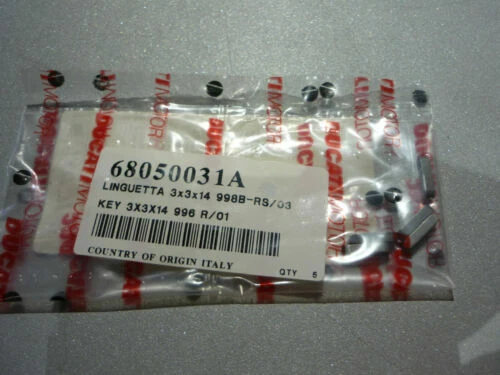 68050031A
LINGUETTA 3x3x14 998B-RS/03
KEY 3X3X14 996 R/01
COUNTRY OF ORIGIN ITALY
QTY 5
DUCATI MOTOR